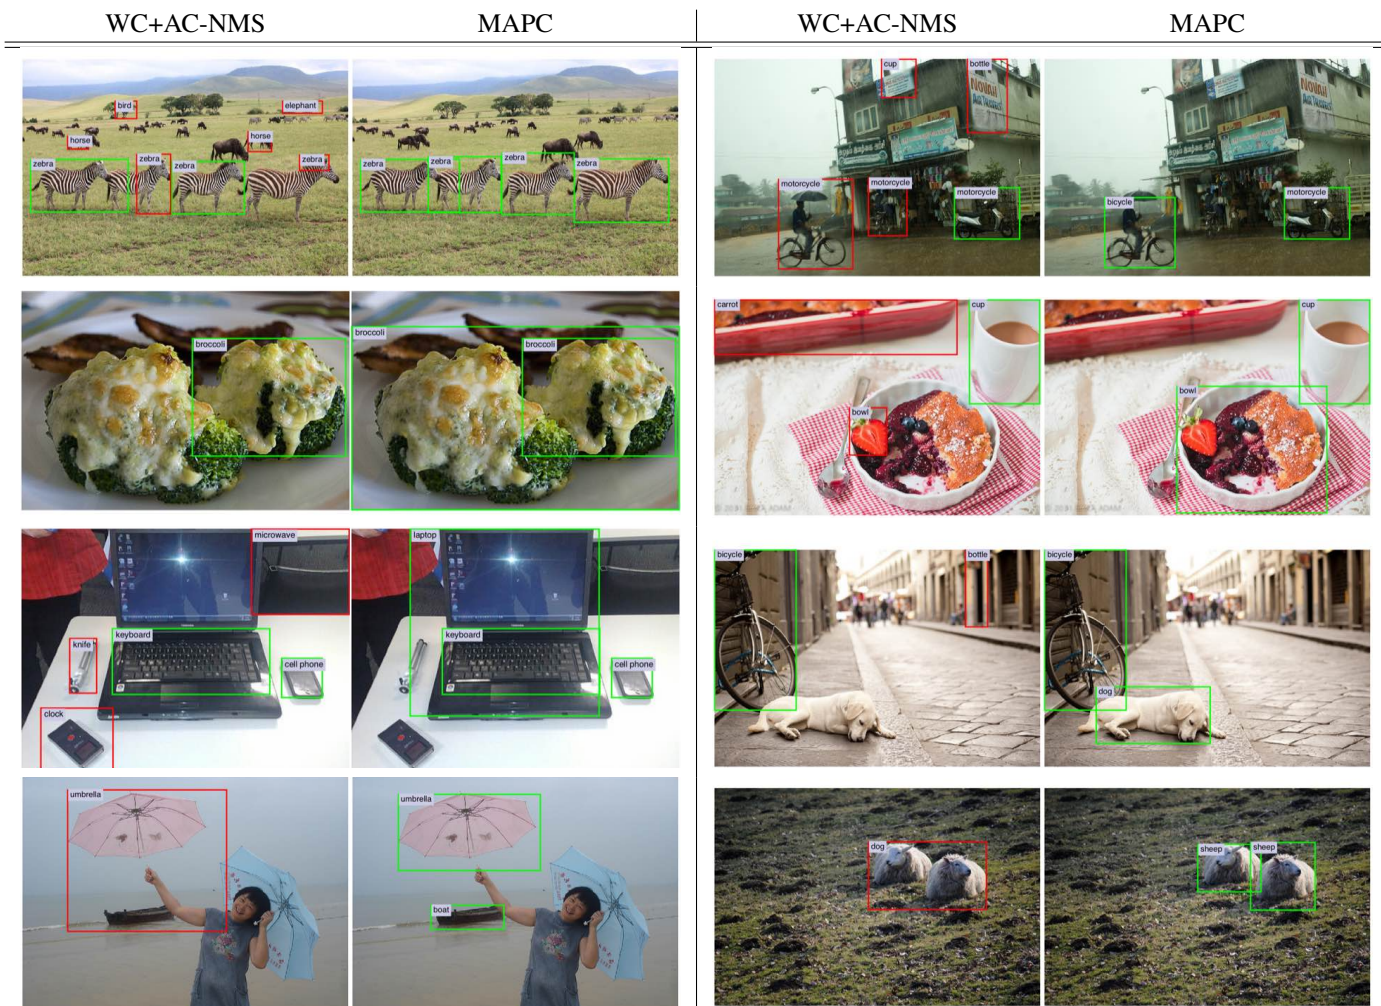 WC+AC-NMS MAPC WC+AC-NMS MAPC
bird elephant
horse horse
zebra zebra zebra zebra
zebra zebra zebra zebra
cup bottle
motorcycle motorcycle motorcycle
bicycle motorcycle
broccoli
broccoli broccoli
carrot cup
bowl
cup
bowl
microwave
keyboard
knife cell phone
clock
laptop
keyboard
cell phone
bicycle bottle
bicycle
dog
umbrella
umbrella
boat
dog
sheep sheep